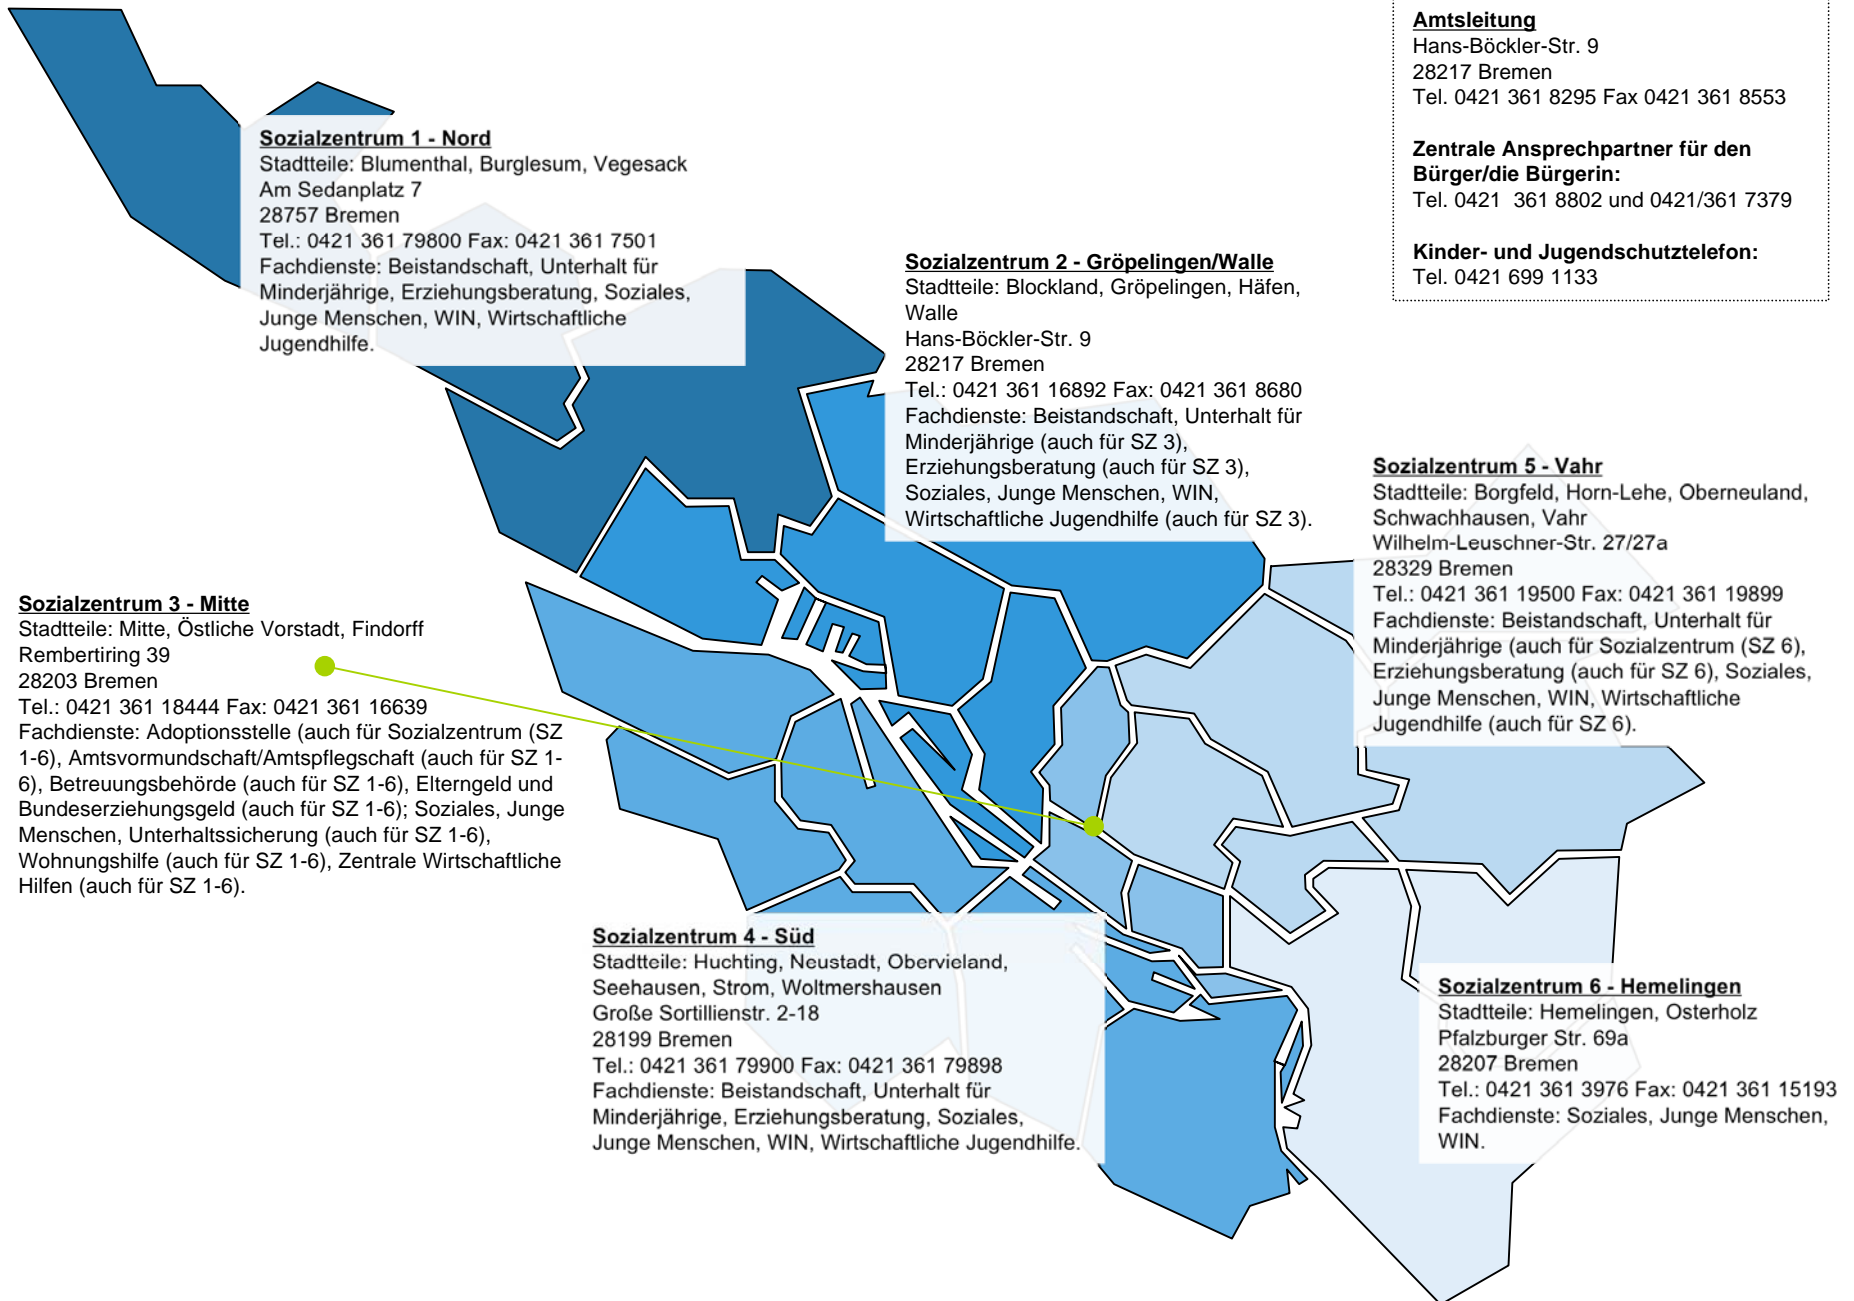 Amtsleitung
Hans-Böckler-Str. 9
28217 Bremen
Tel. 0421 361 8295 Fax 0421 361 8553
Zentrale Ansprechpartner für den
Bürger/die Bürgerin:
Tel. 0421  361 8802 und 0421/361 7379
Kinder- und Jugendschutztelefon:
Tel. 0421 699 1133
Sozialzentrum 1 - Nord
Stadtteile: Blumenthal, Burglesum, Vegesack
Am Sedanplatz 7
28757 Bremen
Tel.: 0421 361 79800 Fax: 0421 361 7501
Fachdienste: Beistandschaft, Unterhalt für
Minderjährige, Erziehungsberatung, Soziales,
Junge Menschen, WIN, Wirtschaftliche
Jugendhilfe.
Sozialzentrum 2 - Gröpelingen/Walle
Stadtteile: Blockland, Gröpelingen, Häfen,
Walle
Hans-Böckler-Str. 9
28217 Bremen
Tel.: 0421 361 16892 Fax: 0421 361 8680
Fachdienste: Beistandschaft, Unterhalt für
Minderjährige (auch für SZ 3),
Erziehungsberatung (auch für SZ 3),
Soziales, Junge Menschen, WIN,
Wirtschaftliche Jugendhilfe (auch für SZ 3).
Sozialzentrum 5 - Vahr
Stadtteile: Borgfeld, Horn-Lehe, Oberneuland,
Schwachhausen, Vahr
Wilhelm-Leuschner-Str. 27/27a
28329 Bremen
Tel.: 0421 361 19500 Fax: 0421 361 19899
Fachdienste: Beistandschaft, Unterhalt für
Minderjährige (auch für Sozialzentrum (SZ 6),
Erziehungsberatung (auch für SZ 6), Soziales,
Junge Menschen, WIN, Wirtschaftliche
Jugendhilfe (auch für SZ 6).
Sozialzentrum 3 - Mitte
Stadtteile: Mitte, Östliche Vorstadt, Findorff
Rembertiring 39
28203 Bremen
Tel.: 0421 361 18444 Fax: 0421 361 16639
Fachdienste: Adoptionsstelle (auch für Sozialzentrum (SZ
1-6), Amtsvormundschaft/Amtspflegschaft (auch für SZ 1-
6), Betreuungsbehörde (auch für SZ 1-6), Elterngeld und
Bundeserziehungsgeld (auch für SZ 1-6); Soziales, Junge
Menschen, Unterhaltssicherung (auch für SZ 1-6),
Wohnungshilfe (auch für SZ 1-6), Zentrale Wirtschaftliche
Hilfen (auch für SZ 1-6).
Sozialzentrum 4 - Süd
Stadtteile: Huchting, Neustadt, Obervieland,
Seehausen, Strom, Woltmershausen
Große Sortillienstr. 2-18
28199 Bremen
Tel.: 0421 361 79900 Fax: 0421 361 79898
Fachdienste: Beistandschaft, Unterhalt für
Minderjährige, Erziehungsberatung, Soziales,
Junge Menschen, WIN, Wirtschaftliche Jugendhilfe.
Sozialzentrum 6 - Hemelingen
Stadtteile: Hemelingen, Osterholz
Pfalzburger Str. 69a
28207 Bremen
Tel.: 0421 361 3976 Fax: 0421 361 15193
Fachdienste: Soziales, Junge Menschen,
WIN.